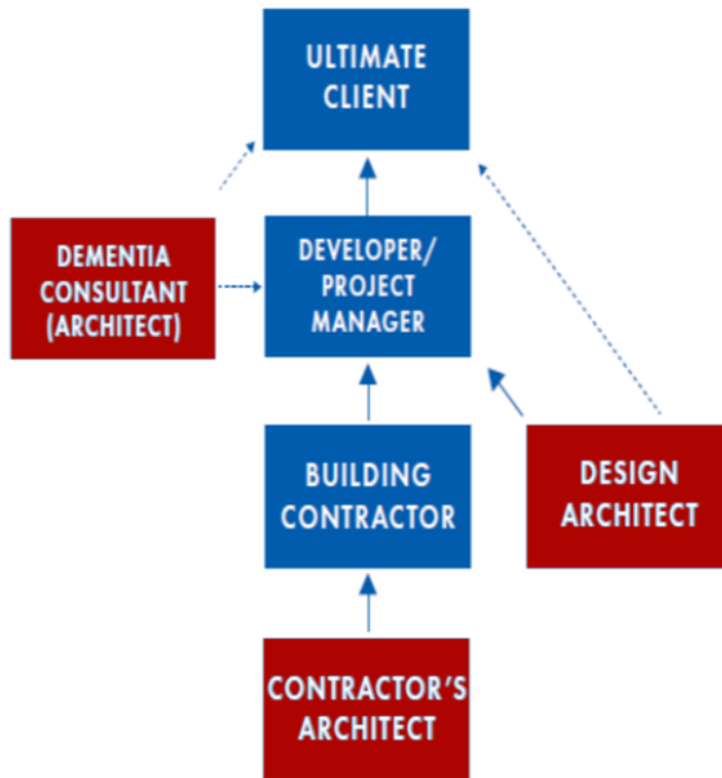 ULTIMATE
CLIENT
DEMENTIA
CONSULTANT
(ARCHITECT)
DEVELOPER/
PROJECT
MANAGER
BUILDING
CONTRACTOR
DESIGN
ARCHITECT
CONTRACTOR'S
ARCHITECT